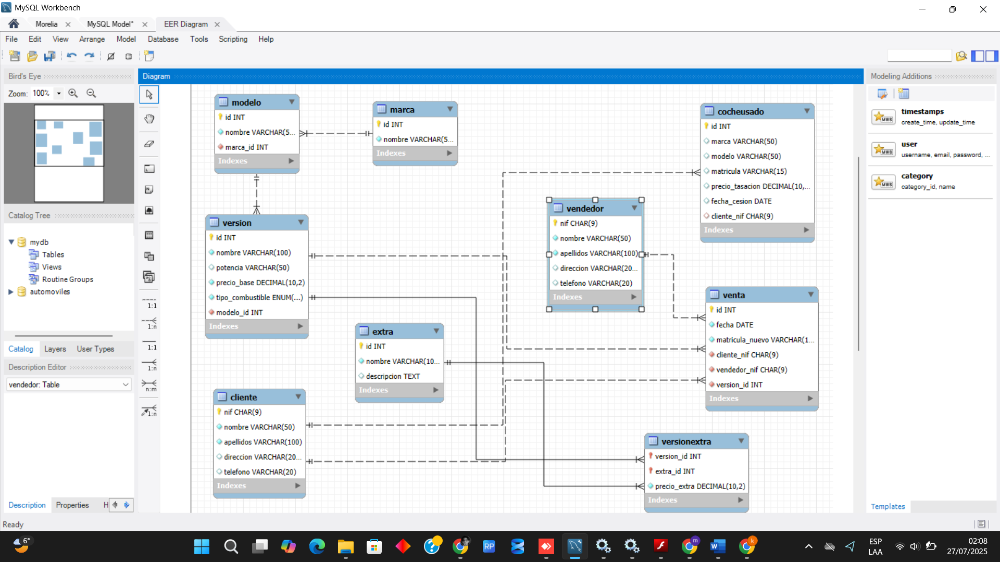 MySQL Workbench
Morelia
MySQL Model*
EER Diagram
File Edit View Arrange Model Database Tools Scripting Help
Bird's Eye
Zoom: 100%
Catalog Tree
mydb
Tables
Views
Routine Groups
automoviles
Catalog Layers User Types
Description Editor
vendedor: Table
Description Properties H
Ready
1:1
1:n
1:1
1:n
n:m
1:n
Diagram
modelo
id INT
nombre VARCHAR(5...
marca_id INT
Indexes
marca
id INT
nombre VARCHAR(5...
Indexes
cocheusado
id INT
marca VARCHAR(50)
modelo VARCHAR(50)
matricula VARCHAR(15)
precio_tasacion DECIMAL(10,...
fecha_cesion DATE
cliente_nif CHAR(9)
Indexes
vendedor
nif CHAR(9)
nombre VARCHAR(50)
apellidos VARCHAR(100)
direccion VARCHAR(20...
telefono VARCHAR(20)
Indexes
version
id INT
nombre VARCHAR(100)
potencia VARCHAR(50)
precio_base DECIMAL(10,2)
tipo_combustible ENUM(...)
modelo_id INT
Indexes
venta
id INT
fecha DATE
matricula_nuevo VARCHAR(1...
cliente_nif CHAR(9)
vendedor_nif CHAR(9)
version_id INT
Indexes
extra
id INT
nombre VARCHAR(10...
descripcion TEXT
Indexes
cliente
nif CHAR(9)
nombre VARCHAR(50)
apellidos VARCHAR(100)
direccion VARCHAR(20...
telefono VARCHAR(20)
Indexes
versionextra
version_id INT
extra_id INT
precio_extra DECIMAL(10,2)
Indexes
Modeling Additions
MWB
timestamps
create_time, update_time
MWB
user
username, email, password, ...
MWB
category
category_id, name
Templates
6°
RP
m
W
k
ESP
LAA
02:08
27/07/2025